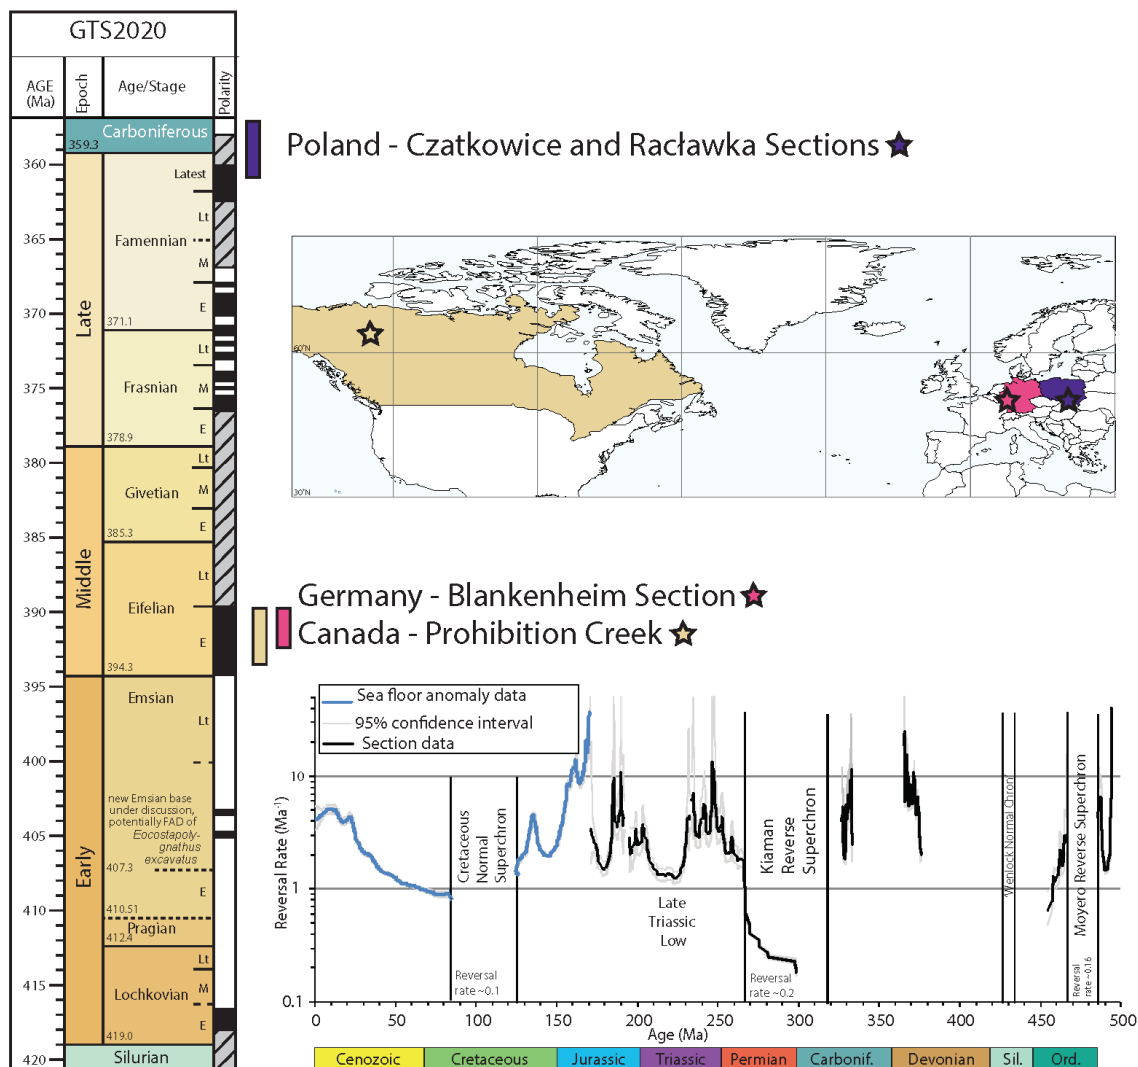 GTS2020
AGE
(Ma)
Epoch
Age/Stage
Polarity
Carboniferous
359.3
360
Latest
Lt
365
Famennian
M
E
370
371.1
Late
Lt
Frasnian
M
375
E
378.9
380
Lt
Givetian
M
E
385
385.3
Middle
Lt
Eifelian
390
E
394.3
395
Emsian
Lt
400
new Emsian base
under discussion,
potentially FAD of
Eocostapoly-
gnathus
excavatus
405
407.3
Early
E
410
410.51
Pragian
412.4
Lt
M
415
Lochkovian
E
419.0
420
Silurian
Poland - Czatkowice and Racławka Sections
60°N
30°N
Germany - Blankenheim Section
Canada - Prohibition Creek
Sea floor anomaly data
95% confidence interval
Section data
Reversal Rate (Ma⁻¹)
10
1
0.1
Cretaceous
Normal
Superchron
Reversal
rate ~0.1
Late
Triassic
Low
Kiaman
Reverse
Superchron
Reversal
rate ~0.2
Wenlock Normal Chron
Moyero Reverse Superchron
Reversal
rate ~0.16
0
50
100
150
200
250
300
350
400
450
500
Age (Ma)
Cenozoic
Cretaceous
Jurassic
Triassic
Permian
Carbonif.
Devonian
Sil.
Ord.